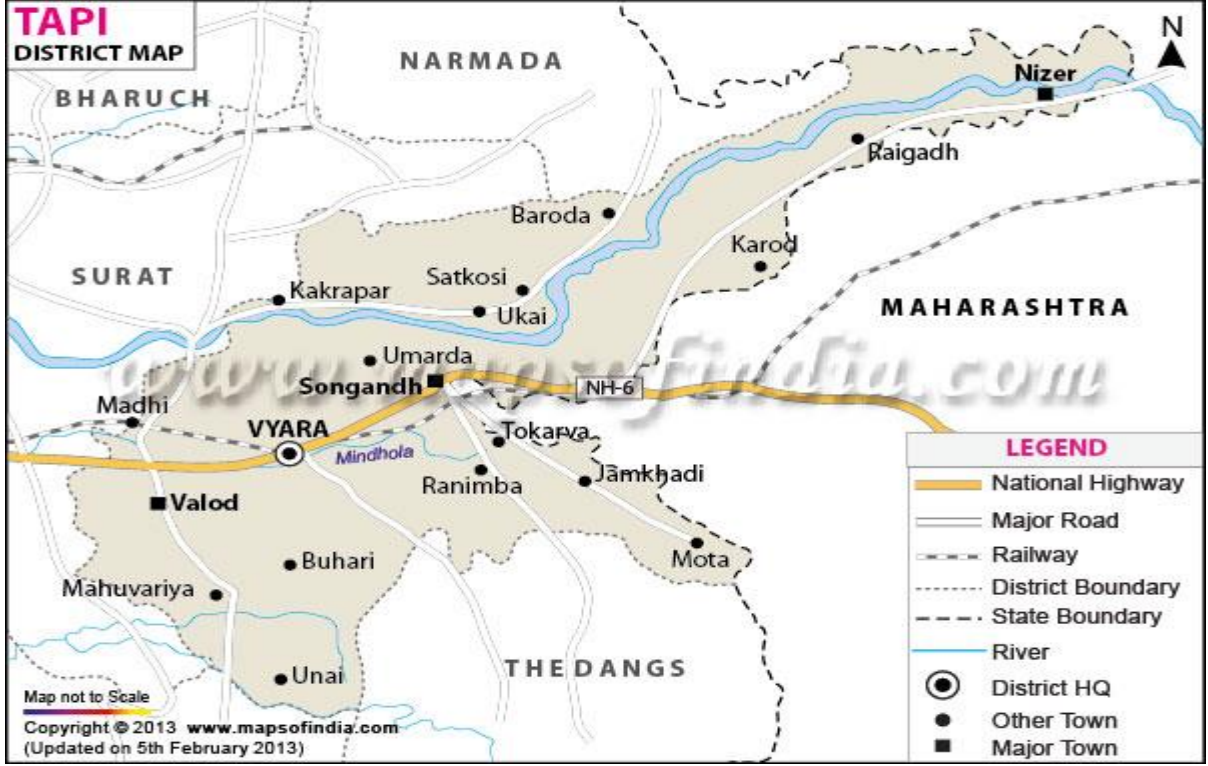 TAPI
DISTRICT MAP
N
NARMADA
BHARUCH
Nizer
Raigadh
Baroda
Karod
SURAT
Satkosi
Kakrapar
Ukai
MAHARASHTRA
www.mapsofindia.com
Umarda
Songandh
NH-6
Madhi
VYARA
Tokarva
Mindhola
Ranimba
Jamkhadi
Valod
Buhari
Mota
Mahuvariya
THE DANGS
Unai
LEGEND
National Highway
Major Road
Railway
District Boundary
State Boundary
River
District HQ
Other Town
Major Town
Map not to Scale
Copyright © 2013 www.mapsofindia.com
(Updated on 5th February 2013)